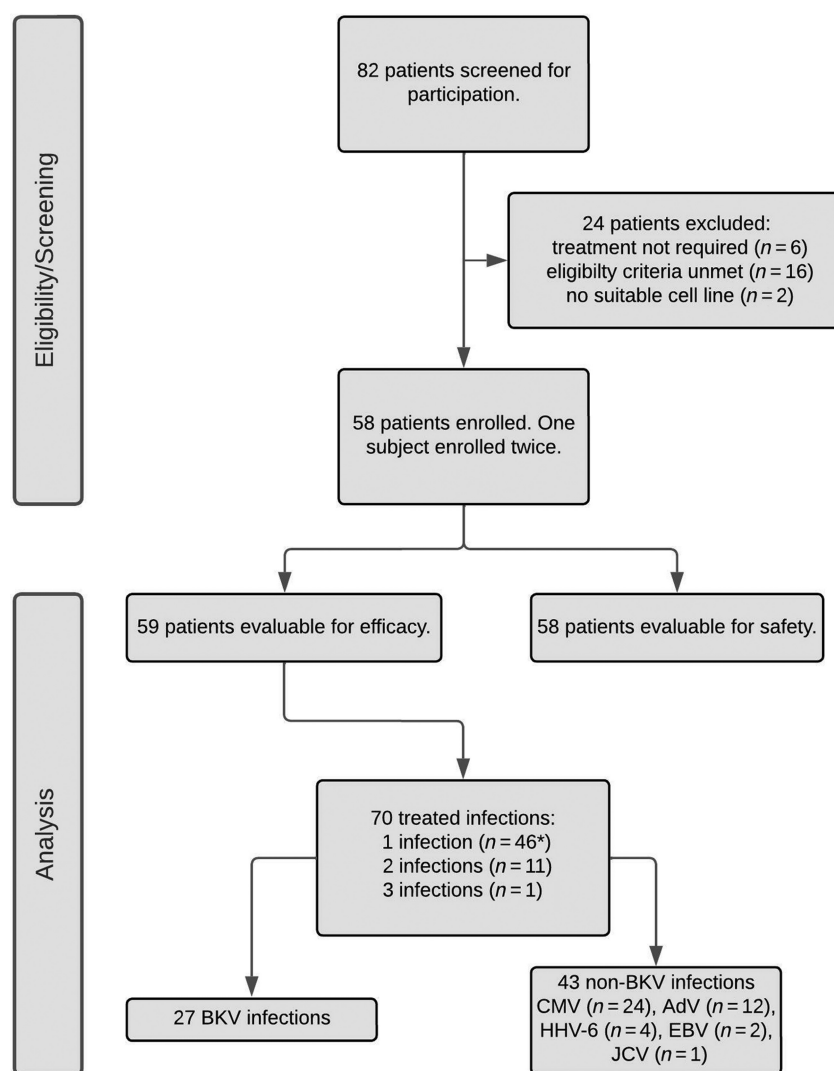 Eligibility/Screening
82 patients screened for
participation.
24 patients excluded:
treatment not required (n = 6)
eligibilty criteria unmet (n = 16)
no suitable cell line (n = 2)
58 patients enrolled. One
subject enrolled twice.
Analysis
59 patients evaluable for efficacy.
58 patients evaluable for safety.
70 treated infections:
1 infection (n = 46*)
2 infections (n = 11)
3 infections (n = 1)
27 BKV infections
43 non-BKV infections
CMV (n = 24), AdV (n = 12),
HHV-6 (n = 4), EBV (n = 2),
JCV (n = 1)